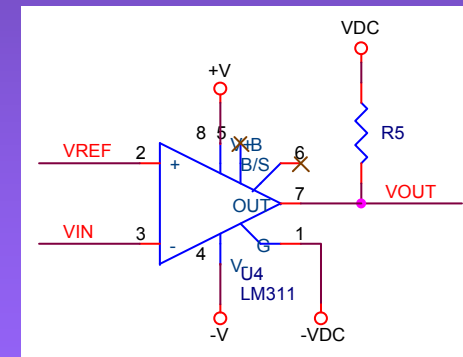 VDC
+V
8 5
V+B
R5
VREF 2 + B/S 6
OUT 7 VOUT
VIN 3 - G 1
4 V-
U4
LM311
-V -VDC